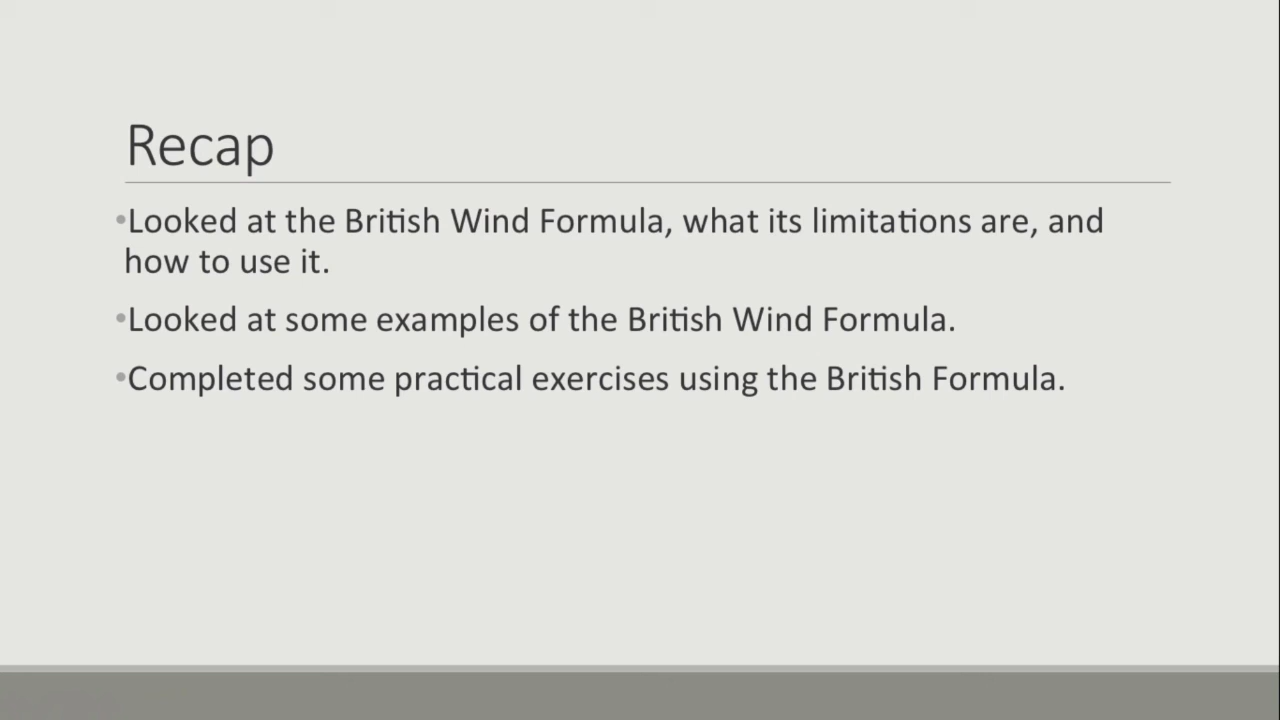 Recap
•Looked at the British Wind Formula, what its limitations are, and
how to use it.
•Looked at some examples of the British Wind Formula.
•Completed some practical exercises using the British Formula.